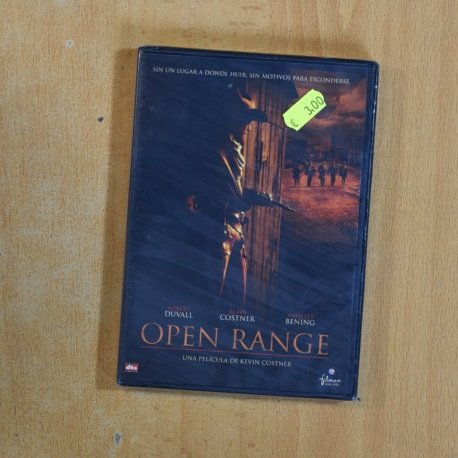 SIN UN LUGAR A DONDE HUIR, SIN MOTIVOS PARA ESCONDERSE
€ 3.00
ROBERT DUVALL
KEVIN COSTNER
ANNETTE BENING
OPEN RANGE
UNA PELÍCULA DE KEVIN COSTNER
dts
filmax